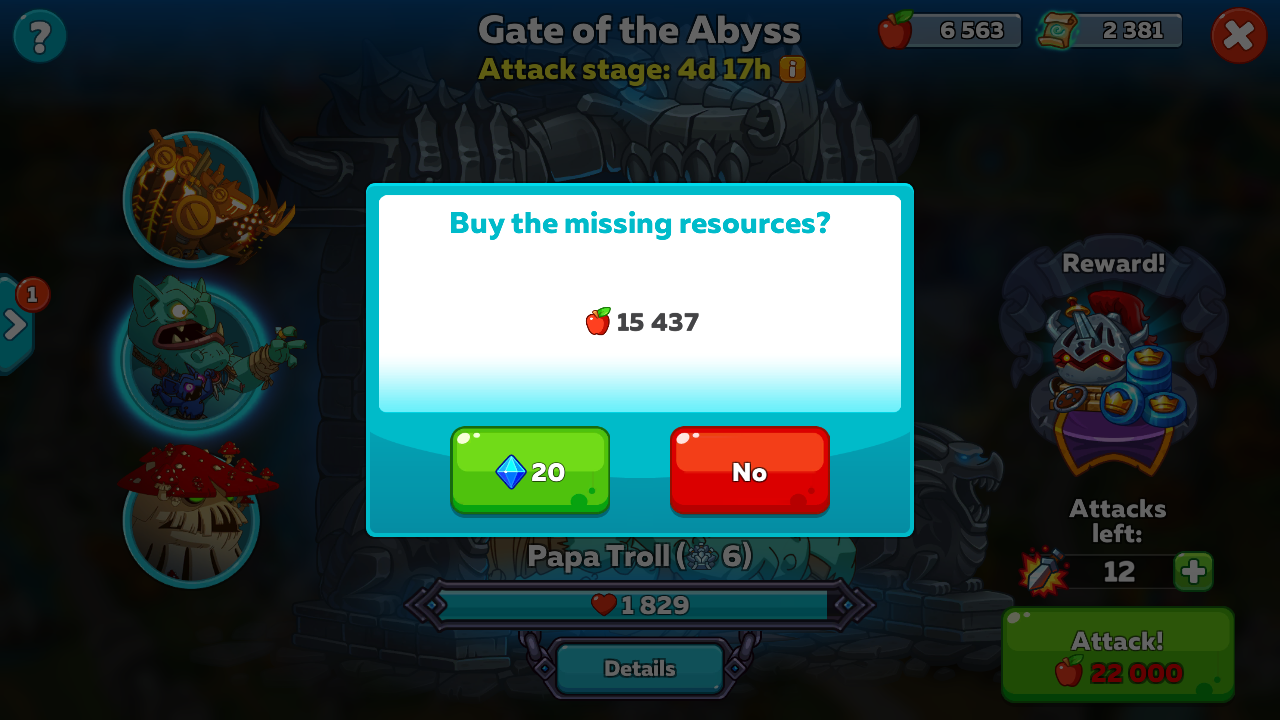 ?
Gate of the Abyss
Attack stage: 4d 17h i
6 563
2 381
1
Buy the missing resources?
15 437
20
No
Reward!
Attacks
left:
12
Papa Troll ( 6)
1 829
Details
Attack!
22 000